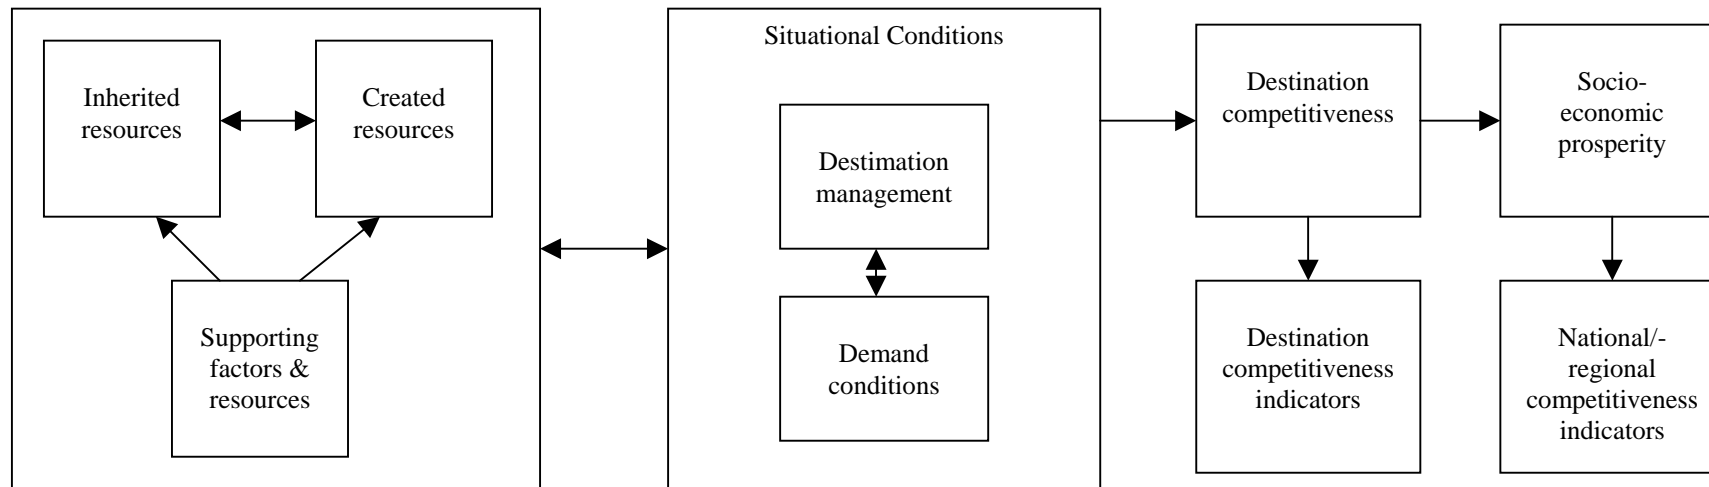 Inherited
resources
Created
resources
Supporting
factors &
resources
Situational Conditions
Destimation
management
Demand
conditions
Destination
competitiveness
Socio-
economic
prosperity
Destination
competitiveness
indicators
National/-
regional
competitiveness
indicators